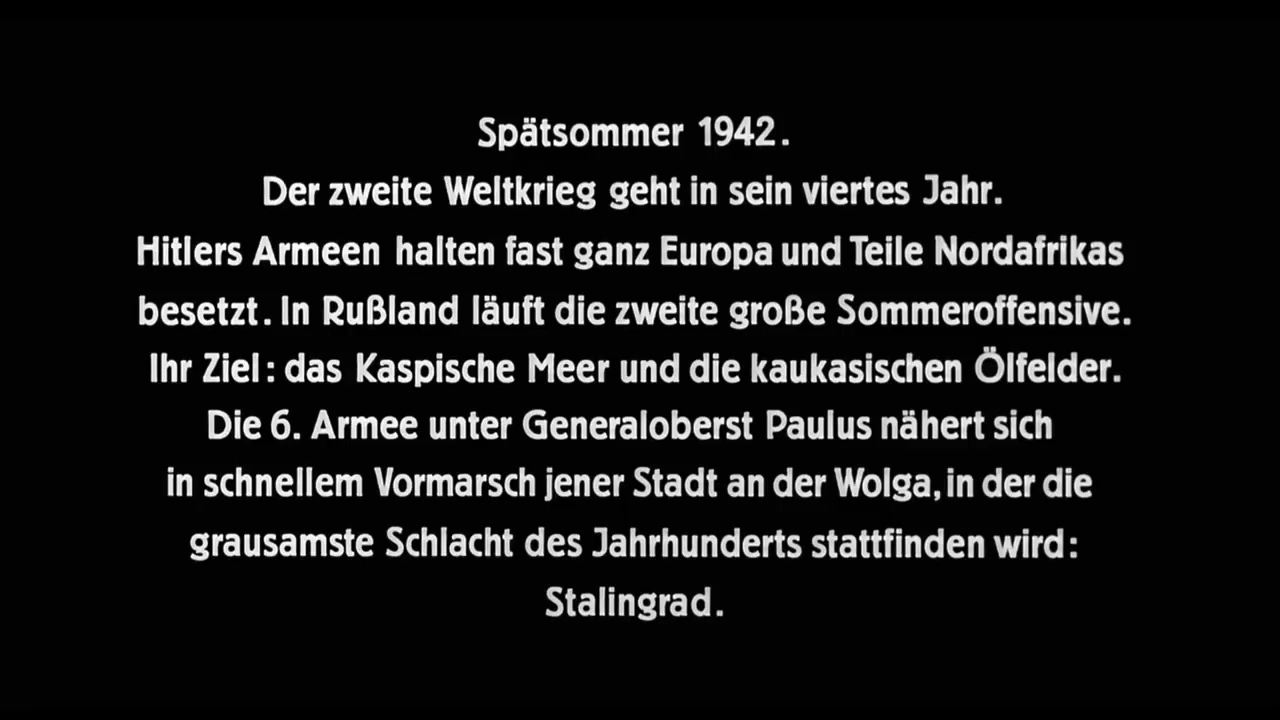 Spätsommer 1942.
Der zweite Weltkrieg geht in sein viertes Jahr.
Hitlers Armeen halten fast ganz Europa und Teile Nordafrikas
besetzt. In Rußland läuft die zweite große Sommeroffensive.
Ihr Ziel: das Kaspische Meer und die kaukasischen Ölfelder.
Die 6. Armee unter Generaloberst Paulus nähert sich
in schnellem Vormarsch jener Stadt an der Wolga, in der die
grausamste Schlacht des Jahrhunderts stattfinden wird:
Stalingrad.